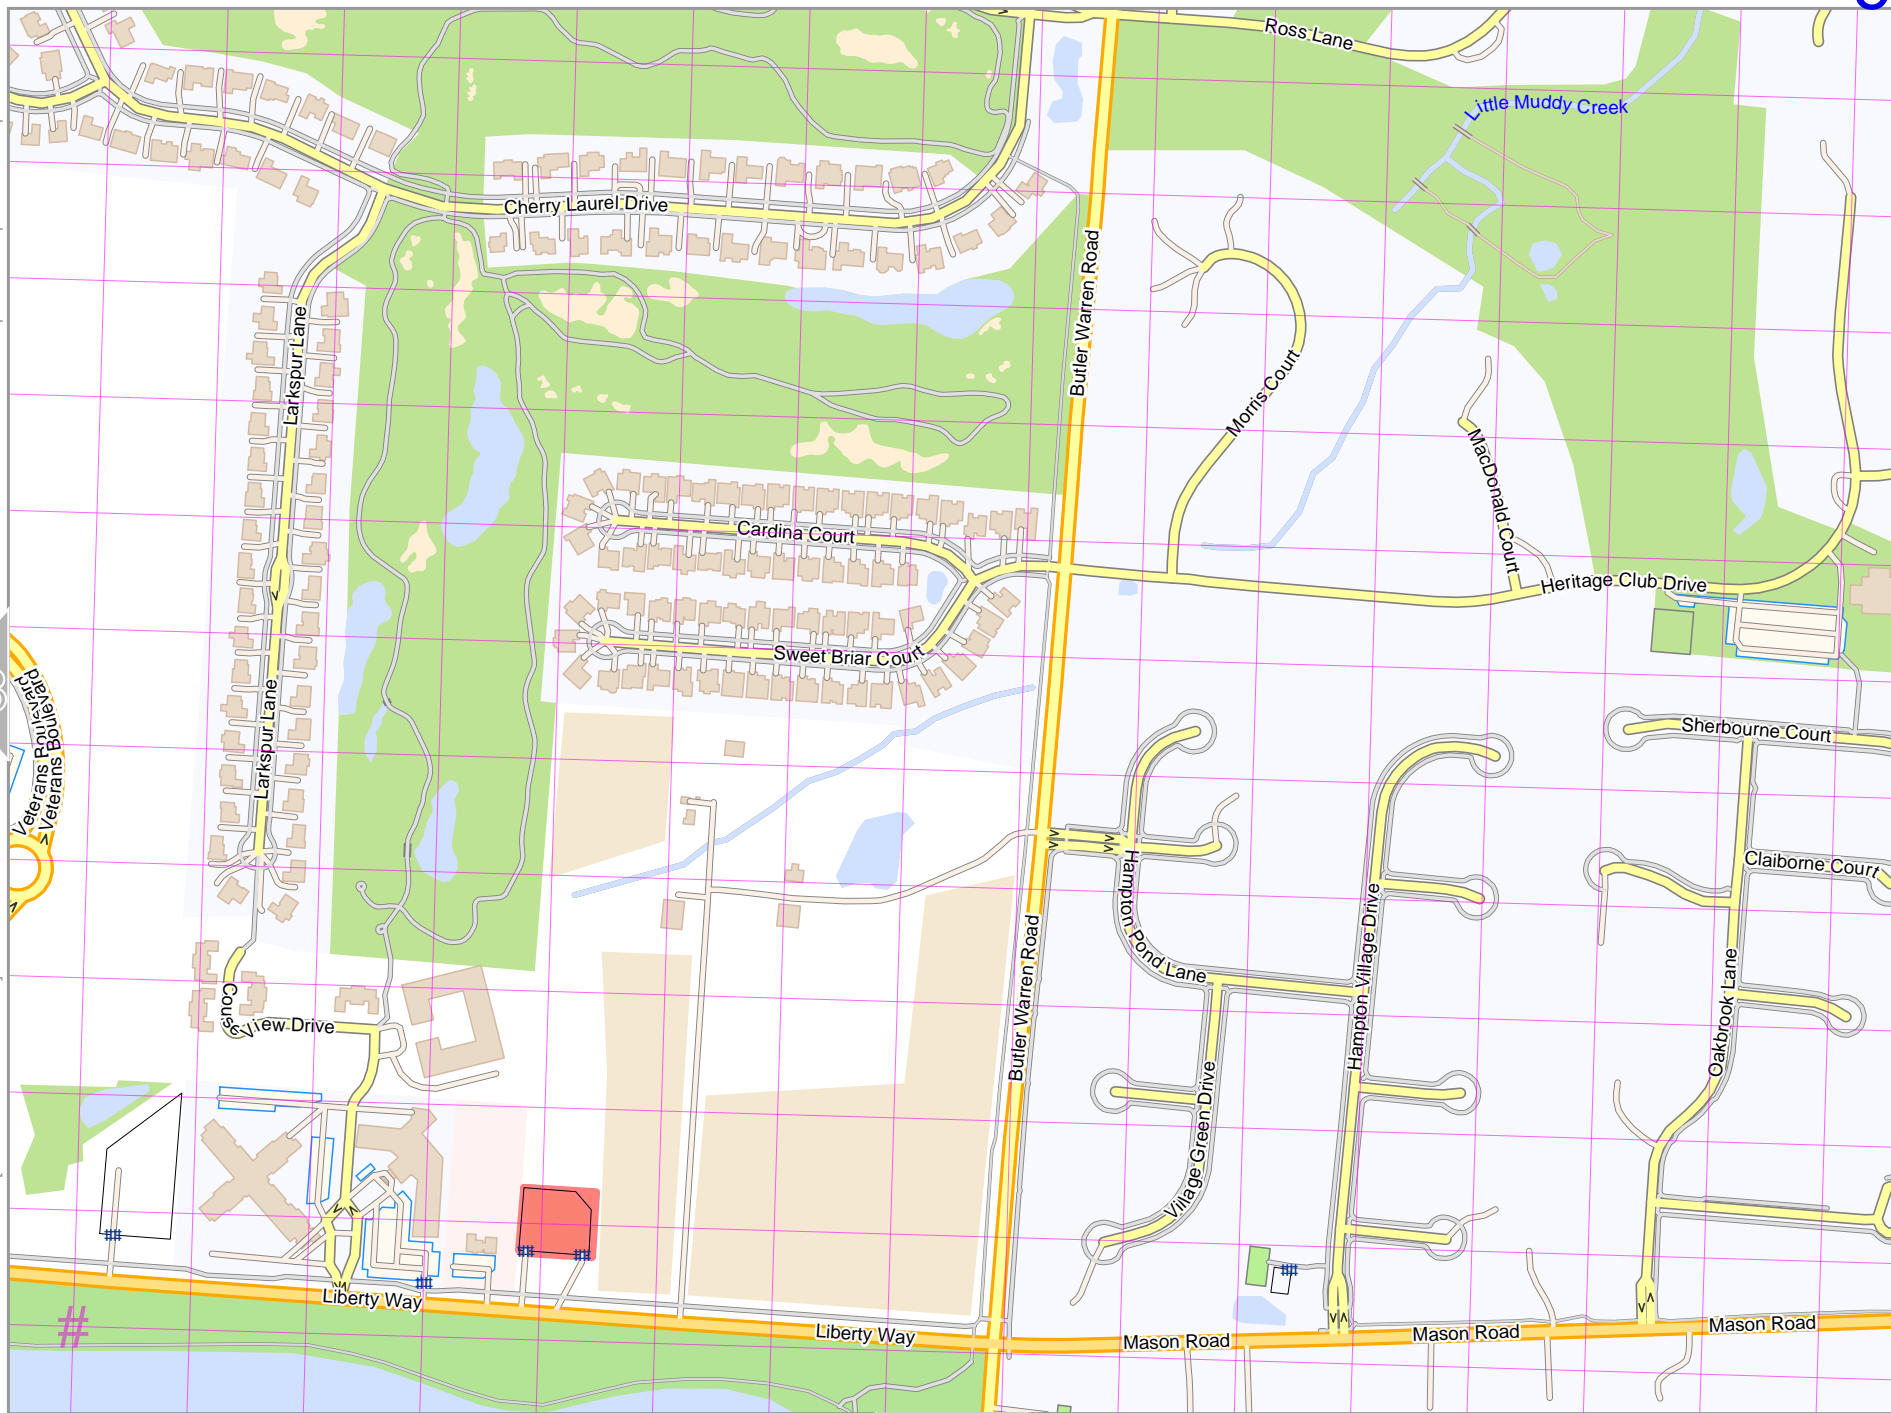 Ross Lane
Little Muddy Creek
Cherry Laurel Drive
Butler Warren Road
Larkspur Lane
Morris Court
MacDonald Court
Cardina Court
Heritage Club Drive
Sweet Briar Court
Veterans Boulevard
Veterans Boulevard
Larkspur Lane
Sherbourne Court
Claiborne Court
Hampton Pond Lane
Hampton Village Drive
Butler Warren Road
Oakbrook Lane
View Drive
Village Green Drive
Liberty Way
#
Liberty Way
Mason Road
Mason Road
Mason Road